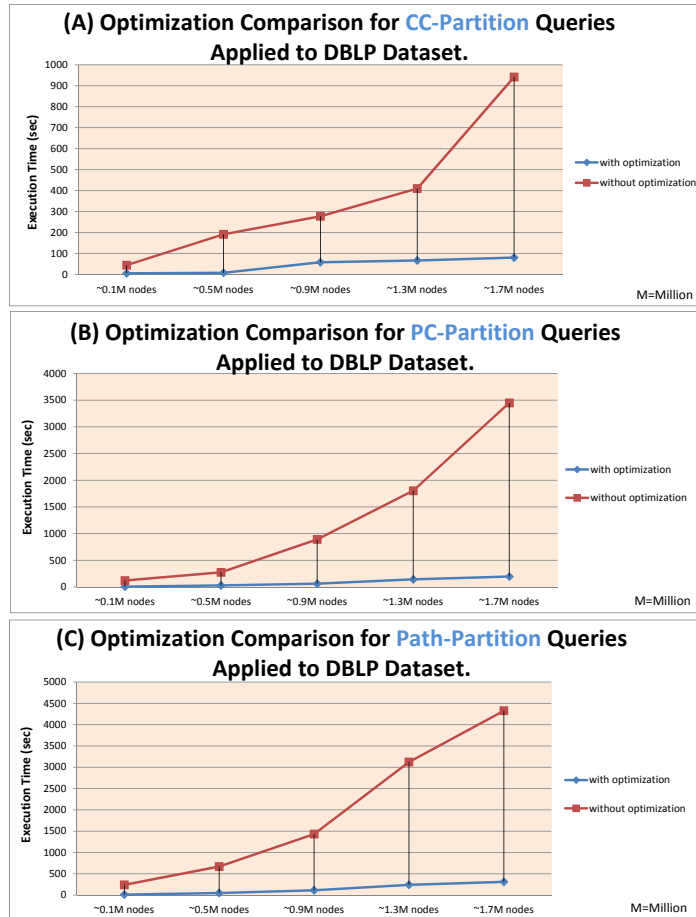 (A) Optimization Comparison for CC-Partition Queries
Applied to DBLP Dataset.
1000
900
800
700
600
500
400
300
200
100
0
Execution Time (sec)
with optimization
without optimization
~0.1M nodes ~0.5M nodes ~0.9M nodes ~1.3M nodes ~1.7M nodes
M=Million
(B) Optimization Comparison for PC-Partition Queries
Applied to DBLP Dataset.
4000
3500
3000
2500
2000
1500
1000
500
0
Execution Time (sec)
with optimization
without optimization
~0.1M nodes ~0.5M nodes ~0.9M nodes ~1.3M nodes ~1.7M nodes
M=Million
(C) Optimization Comparison for Path-Partition Queries
Applied to DBLP Dataset.
5000
4500
4000
3500
3000
2500
2000
1500
1000
500
0
Execution Time (sec)
with optimization
without optimization
~0.1M nodes ~0.5M nodes ~0.9M nodes ~1.3M nodes ~1.7M nodes
M=Million